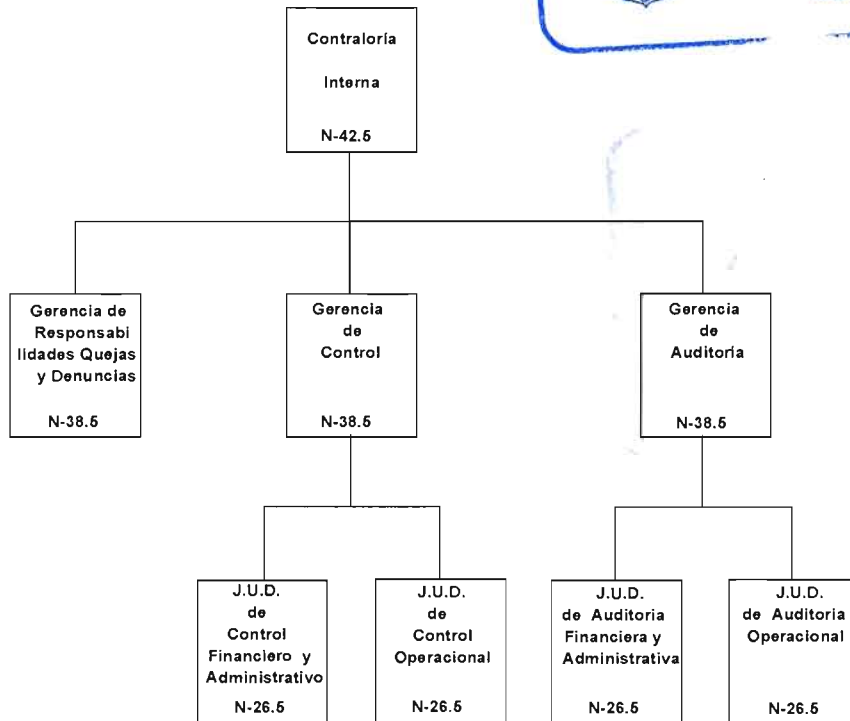 Contraloría
Interna
N-42.5
Gerencia de
Responsabi
lidades Quejas
y Denuncias
N-38.5
Gerencia
de
Control
N-38.5
Gerencia
de
Auditoría
N-38.5
J.U.D.
de
Control
Financiero y
Administrativo
N-26.5
J.U.D.
de
Control
Operacional
N-26.5
J.U.D.
de Auditoria
Financiera y
Administrativa
N-26.5
J.U.D.
de Auditoria
Operacional
N-26.5